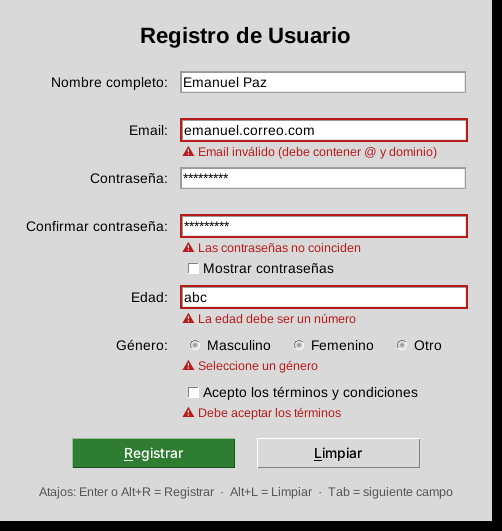 Registro de Usuario
Nombre completo: Emanuel Paz
Email: emanuel.correo.com
⚠ Email inválido (debe contener @ y dominio)
Contraseña: *********
Confirmar contraseña: *********
⚠ Las contraseñas no coinciden
Mostrar contraseñas
Edad: abc
⚠ La edad debe ser un número
Género: Masculino Femenino Otro
⚠ Seleccione un género
Acepto los términos y condiciones
⚠ Debe aceptar los términos
Registrar Limpiar
Atajos: Enter o Alt+R = Registrar · Alt+L = Limpiar · Tab = siguiente campo